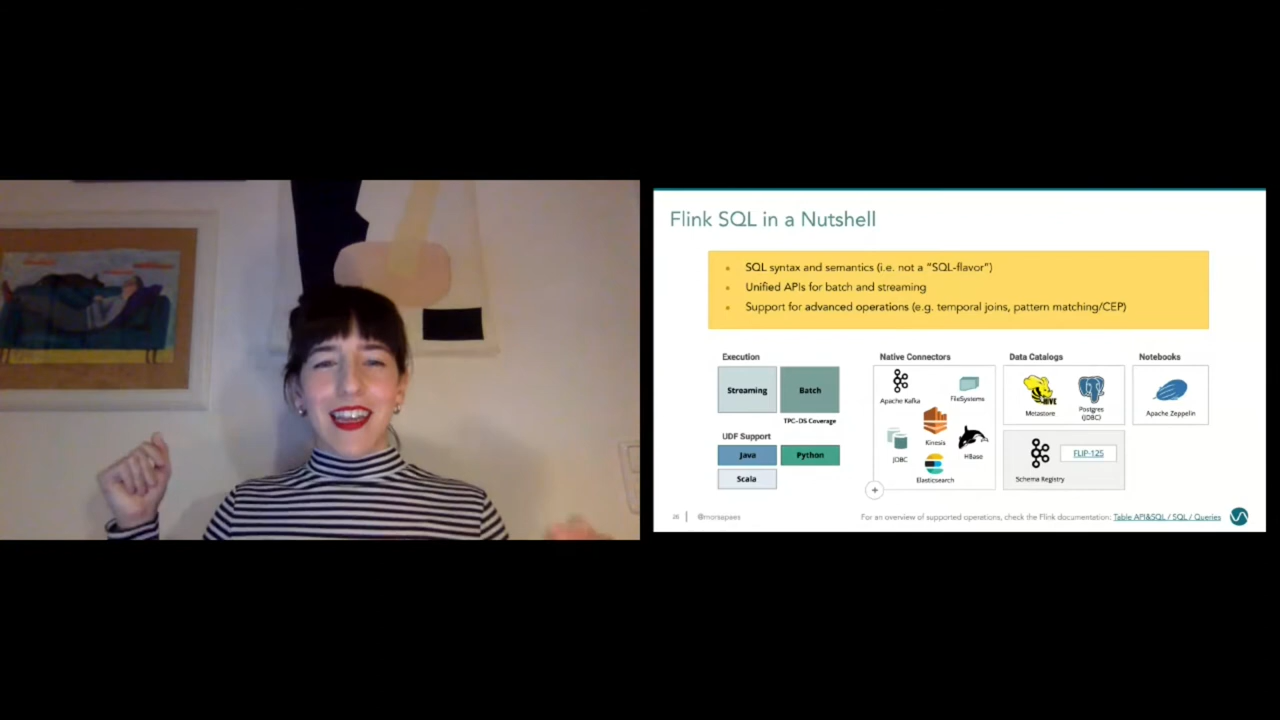 Flink SQL in a Nutshell
SQL syntax and semantics (i.e. not a “SQL-flavor”)
Unified APIs for batch and streaming
Support for advanced operations (e.g. temporal joins, pattern matching/CEP)
Execution
Streaming
Batch
TPC-DS Coverage
UDF Support
Java
Python
Scala
Native Connectors
Apache Kafka
FileSystems
Kinesis
JDBC
HBase
Elasticsearch
+
Data Catalogs
HIVE
Metastore
Postgres
(JDBC)
Schema Registry
FLIP-125
Notebooks
Apache Zeppelin
26 | @morsapaes
For an overview of supported operations, check the Flink documentation: Table API&SQL / SQL / Queries